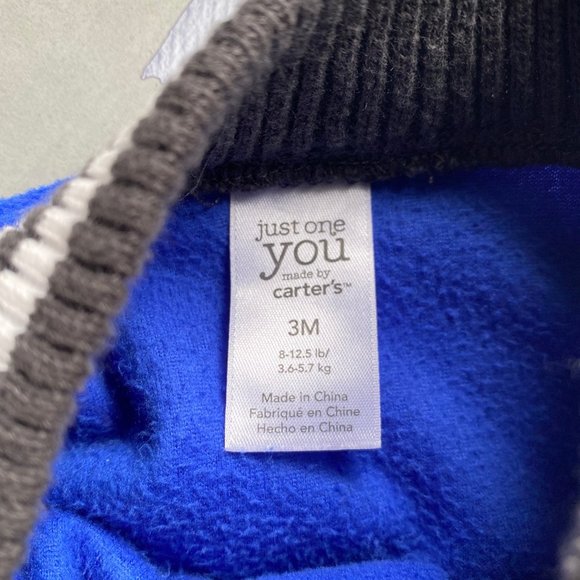 just one
you
made by
carter's™
3M
8-12.5 lb/
3.6-5.7 kg
Made in China
Fabriqué en Chine
Hecho en China